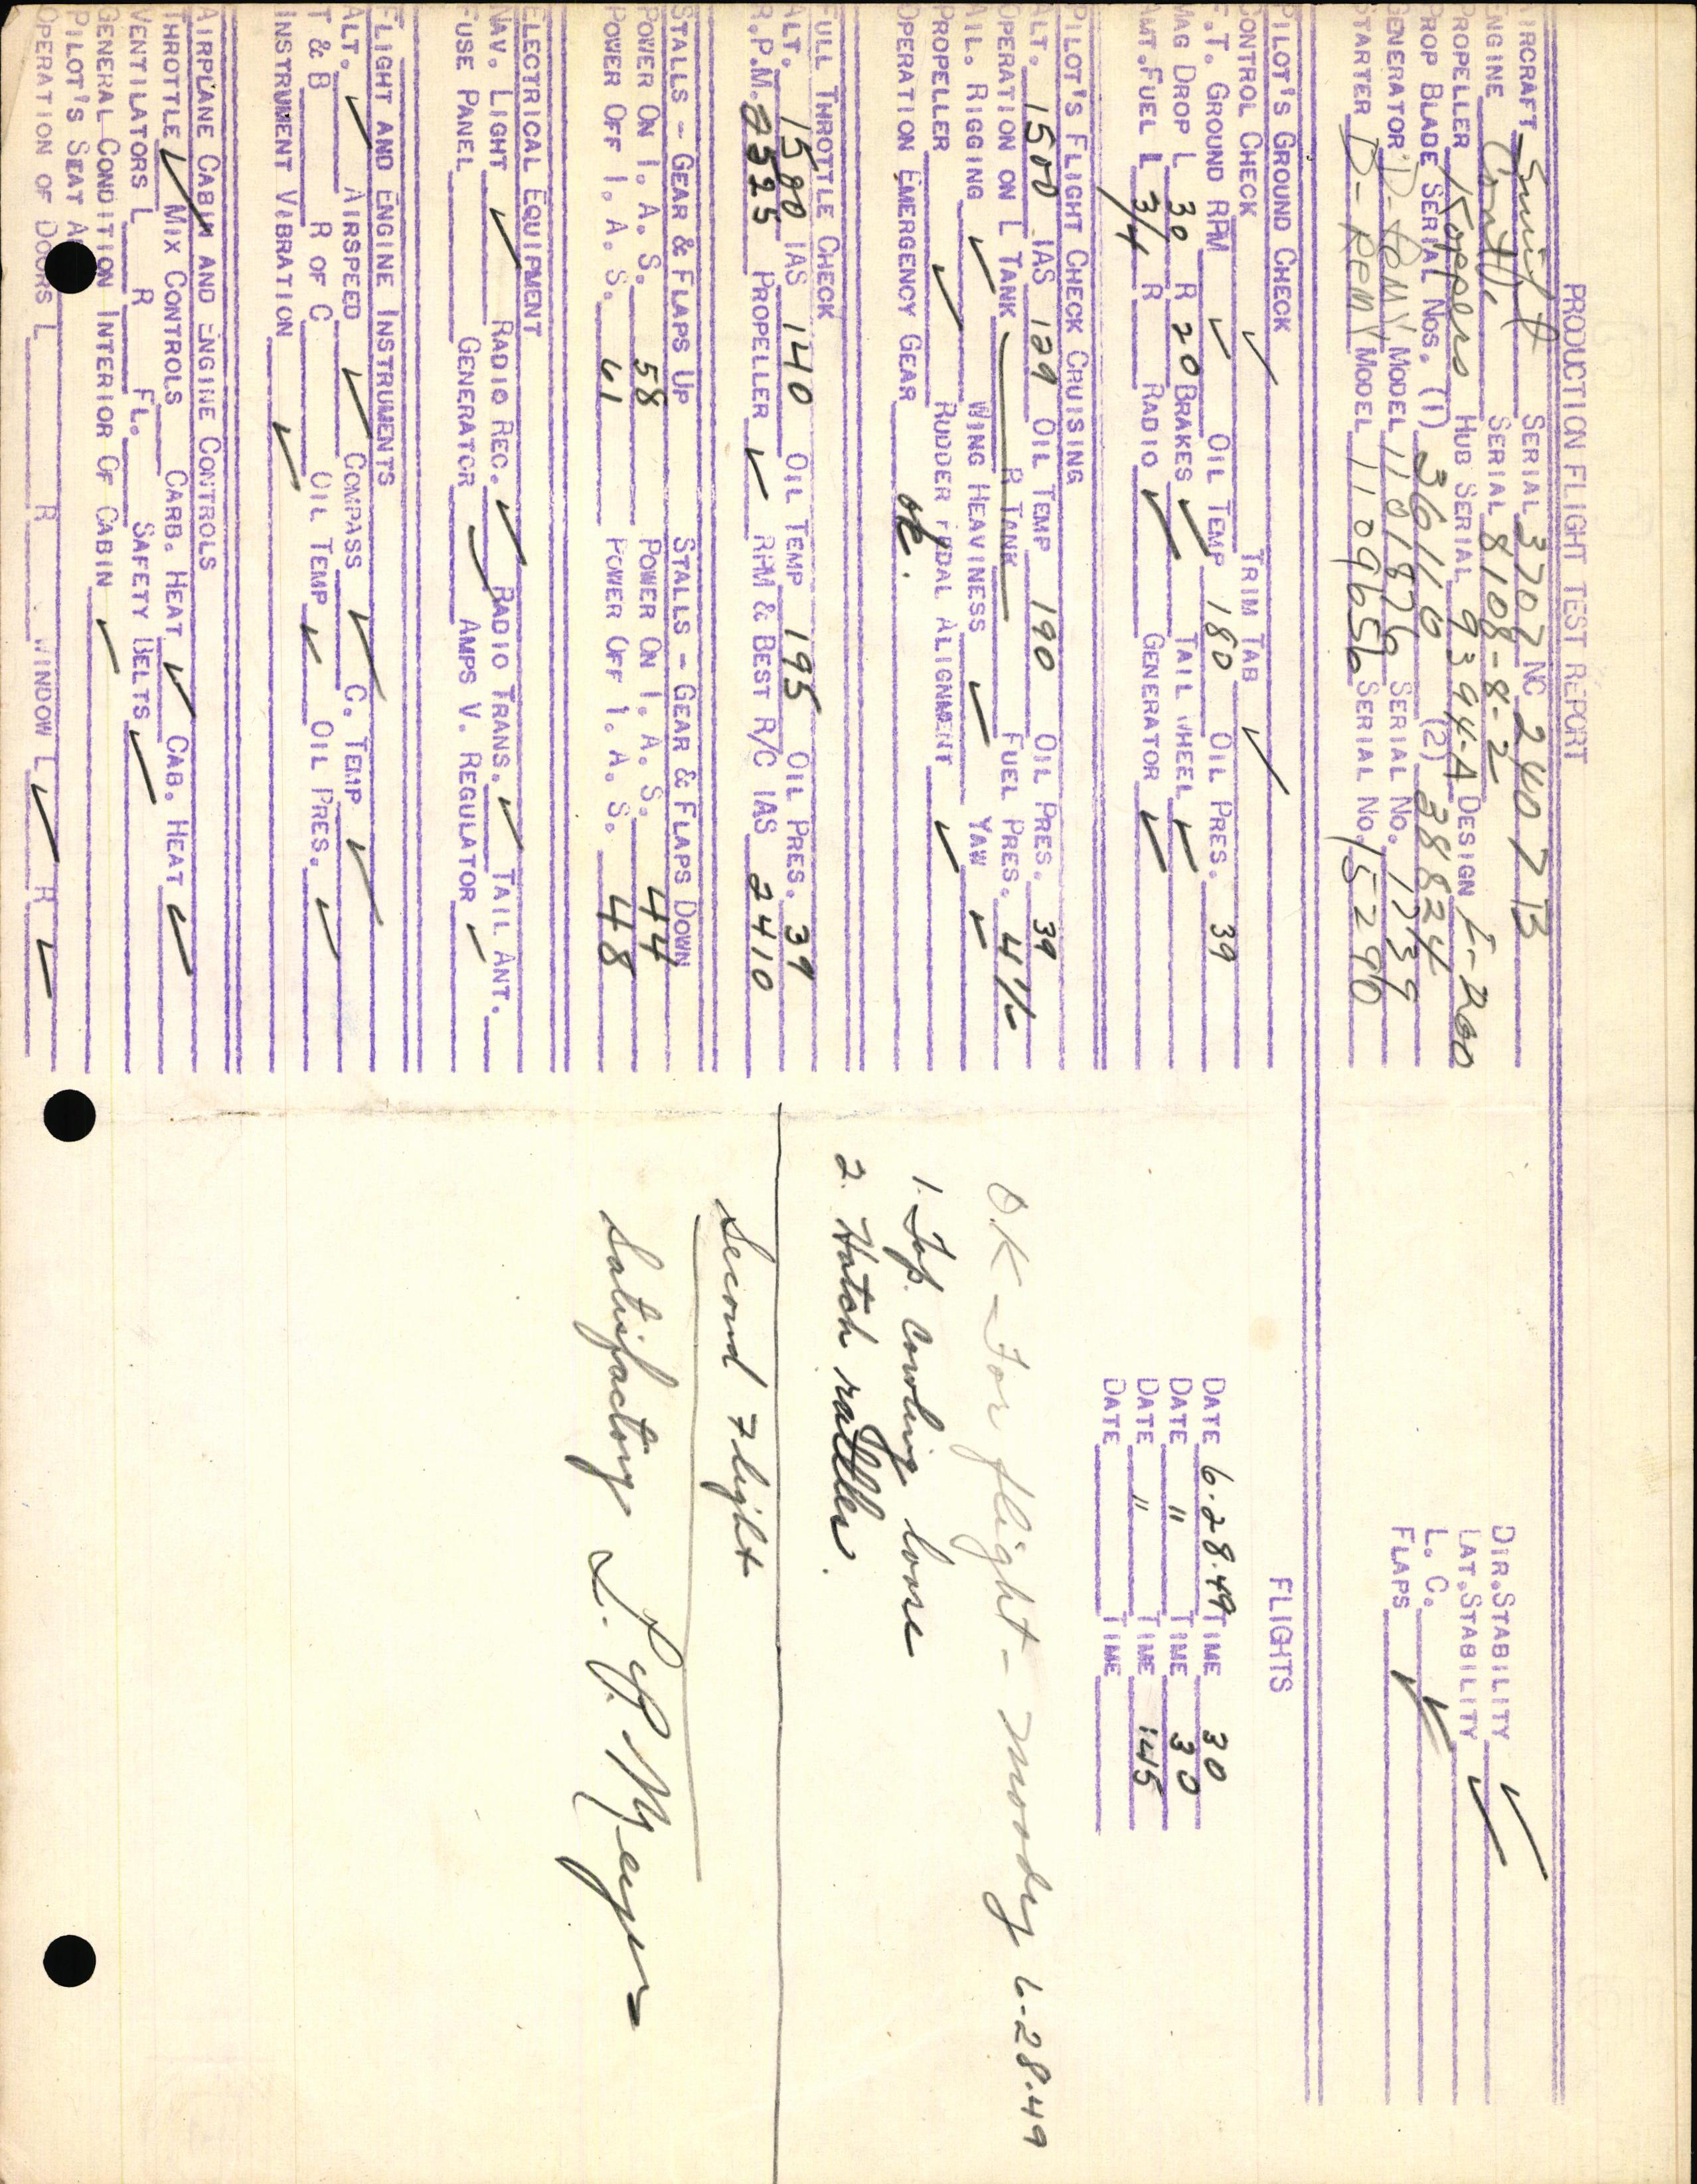 PRODUCTION FLIGHT TEST REPORT
AIRCRAFT Swift SERIAL 3707 NC 2407B
ENGINE Contl. SERIAL 8108-8-2
PROPELLER Koppers HUB SERIAL 9394-A DESIGN F-200
PROP BLADE SERIAL NOS. (1) 36110 (2) 38824
GENERATOR D-REMY MODEL 1101876 SERIAL NO. 1739
STARTER D-REMY MODEL 1109656 SERIAL NO. 15290
DIR.STABILITY ✓
LAT.STABILITY ✓
L. C. ✓
FLAPS ✓
PILOT'S GROUND CHECK
CONTROL CHECK ✓ TRIM TAB ✓
F.T. GROUND RPM ✓ OIL TEMP 180 OIL PRES. 39
MAG DROP L 30 R 20 BRAKES ✓ TAIL WHEEL ✓
AMT.FUEL L 3/4 R RADIO ✓ GENERATOR ✓
PILOT'S FLIGHT CHECK CRUISING
ALT. 1500 IAS 129 OIL TEMP 190 OIL PRES. 39
OPERATION ON L TANK ✓ R TANK FUEL PRES. 4 1/2
AIL. RIGGING ✓ WING HEAVINESS ✓ YAW ✓
PROPELLER ✓ RUDDER PEDAL ALIGNMENT ✓
OPERATION EMERGENCY GEAR ok.
FULL THROTTLE CHECK
ALT. 1500 IAS 140 OIL TEMP 195 OIL PRES. 39
R.P.M. 2525 PROPELLER ✓ RPM & BEST R/C IAS 2410
STALLS - GEAR & FLAPS UP STALLS - GEAR & FLAPS DOWN
POWER ON I. A. S. 58 POWER ON I. A. S. 44
POWER OFF I. A. S. 61 POWER OFF I. A. S. 48
ELECTRICAL EQUIPMENT
NAV. LIGHT ✓ RADIO REC. ✓ RADIO TRANS. ✓ TAIL ANT.
FUSE PANEL GENERATOR ✓ AMPS V. REGULATOR ✓
FLIGHT AND ENGINE INSTRUMENTS
ALT. ✓ AIRSPEED ✓ COMPASS ✓ C. TEMP ✓
T & B R OF C OIL TEMP ✓ OIL PRES. ✓
INSTRUMENT VIBRATION ✓
AIRPLANE CABIN AND ENGINE CONTROLS
THROTTLE ✓ MIX CONTROLS CARB. HEAT ✓ CAB. HEAT ✓
VENTILATORS L R FL. SAFETY BELTS ✓
GENERAL CONDITION INTERIOR OF CABIN ✓
PILOT'S SEAT
OPERATION OF DOORS L R WINDOW L ✓ R ✓
FLIGHTS
DATE 6-28-49 TIME 30
DATE " TIME 30
DATE " TIME 145
DATE TIME
OK - For flight - Moody 6-28-49
1. Top. cowling loose
2. Hatch rattles.
Second Flight
Satisfactory L. P. Meyer